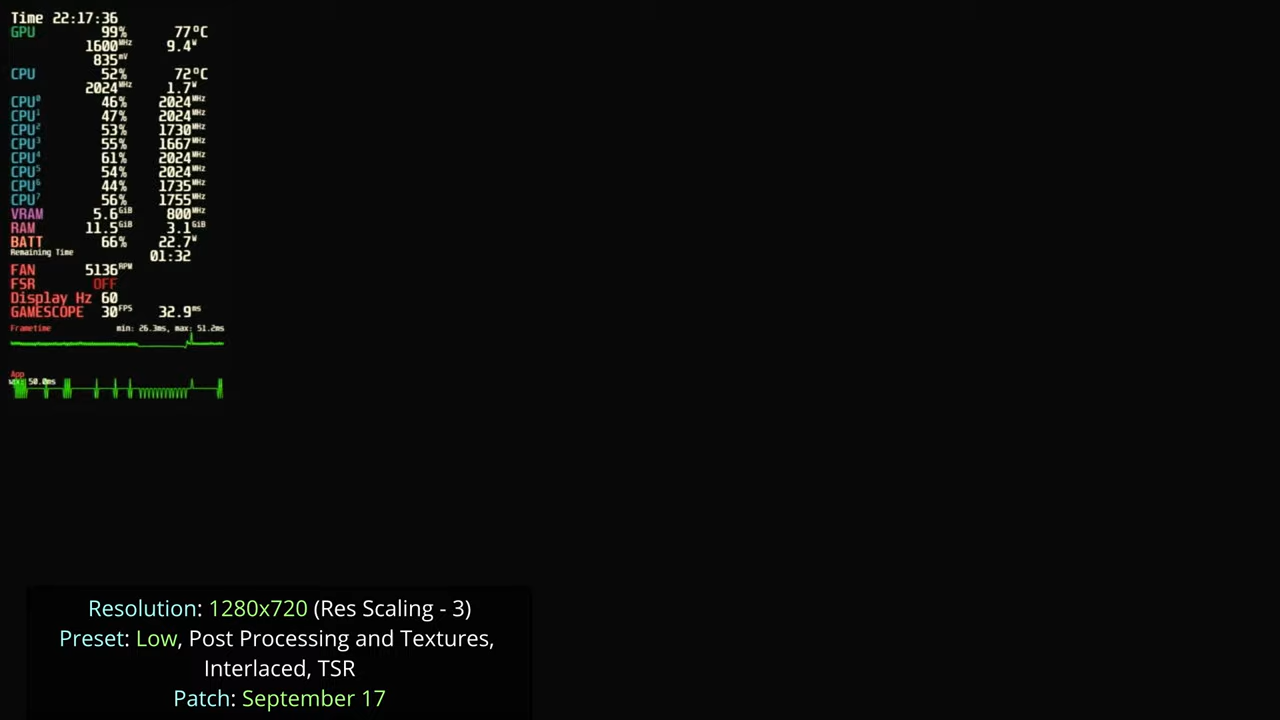 Time 22:17:36
GPU 99% 77°C
1600MHz 9.4W
835mV
CPU 52% 72°C
2024MHz 1.7W
CPU0 46% 2024MHz
CPU1 47% 2024MHz
CPU2 53% 1730MHz
CPU3 55% 1667MHz
CPU4 61% 2024MHz
CPU5 54% 2024MHz
CPU6 44% 1735MHz
CPU7 56% 1755MHz
VRAM 5.6GiB 800MHz
RAM 11.5GiB 3.1GiB
BATT 66% 22.7W
Remaining Time 01:32
FAN 5136RPM
FSR OFF
Display Hz 60
GAMESCOPE 30FPS 32.9ms
Frametime min: 26.3ms, max: 51.2ms
App
50.0ms
Resolution: 1280x720 (Res Scaling - 3)
Preset: Low, Post Processing and Textures,
Interlaced, TSR
Patch: September 17